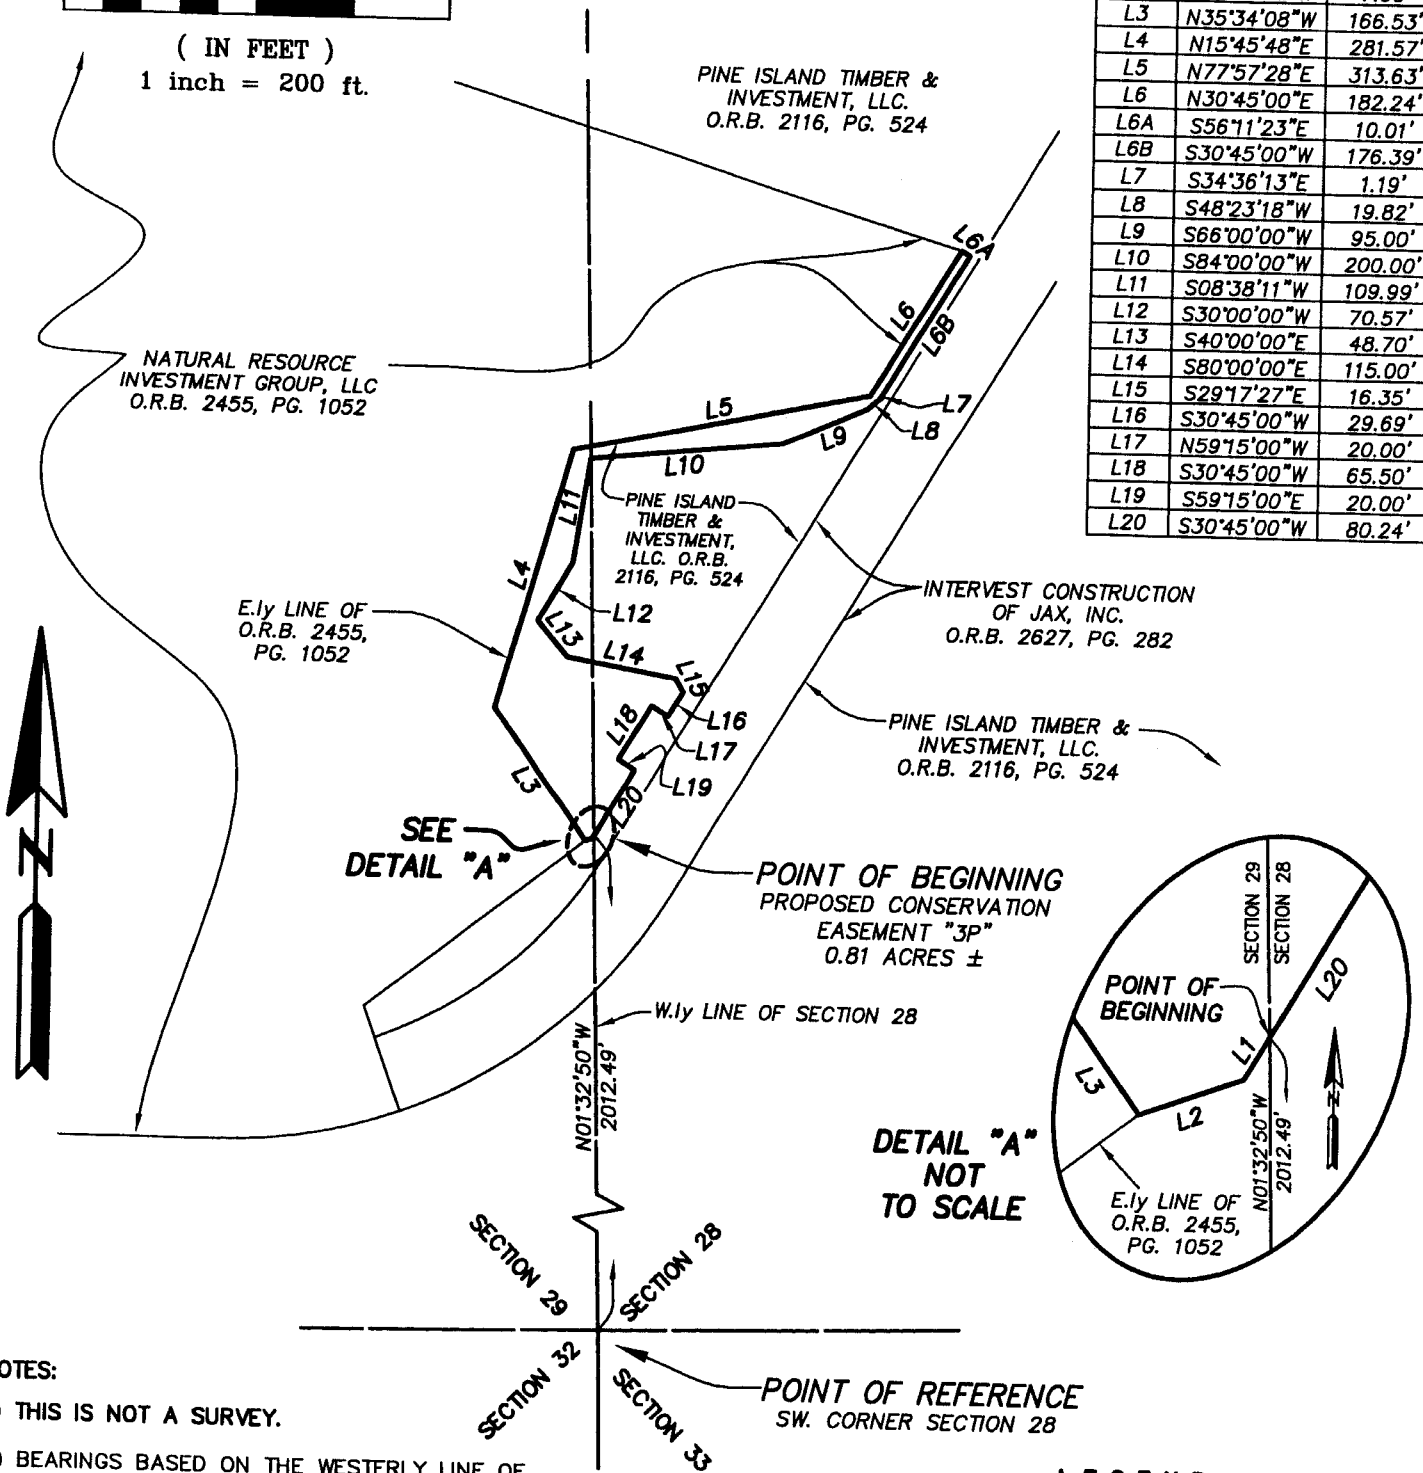 ( IN FEET )
1 inch = 200 ft.
PINE ISLAND TIMBER &
INVESTMENT, LLC.
O.R.B. 2116, PG. 524
L3 N35°34'08"W 166.53'
L4 N15°45'48"E 281.57'
L5 N77°57'28"E 313.63'
L6 N30°45'00"E 182.24'
L6A S56°11'23"E 10.01'
L6B S30°45'00"W 176.39'
L7 S34°36'13"E 1.19'
L8 S48°23'18"W 19.82'
L9 S66°00'00"W 95.00'
L10 S84°00'00"W 200.00'
L11 S08°38'11"W 109.99'
L12 S30°00'00"W 70.57'
L13 S40°00'00"E 48.70'
L14 S80°00'00"E 115.00'
L15 S29°17'27"E 16.35'
L16 S30°45'00"W 29.69'
L17 N59°15'00"W 20.00'
L18 S30°45'00"W 65.50'
L19 S59°15'00"E 20.00'
L20 S30°45'00"W 80.24'
L6A
L6
L6B
NATURAL RESOURCE
INVESTMENT GROUP, LLC
O.R.B. 2455, PG. 1052
L5
L7
L8
L9
L10
L11
PINE ISLAND
TIMBER &
INVESTMENT,
LLC. O.R.B.
2116, PG. 524
L4
E.ly LINE OF
O.R.B. 2455,
PG. 1052
L12
L13
L14
L15
L16
L17
L18
L19
L20
L3
INTERVEST CONSTRUCTION
OF JAX, INC.
O.R.B. 2627, PG. 282
PINE ISLAND TIMBER &
INVESTMENT, LLC.
O.R.B. 2116, PG. 524
N
SEE
DETAIL "A"
POINT OF BEGINNING
PROPOSED CONSERVATION
EASEMENT "3P"
0.81 ACRES ±
W.ly LINE OF SECTION 28
N01°32'50"W
2012.49'
SECTION 29
SECTION 28
POINT OF
BEGINNING
L20
L1
L3
L2
N
N01°32'50"W
2012.49'
E.ly LINE OF
O.R.B. 2455,
PG. 1052
DETAIL "A"
NOT
TO SCALE
SECTION 29
SECTION 28
SECTION 32
SECTION 33
POINT OF REFERENCE
SW. CORNER SECTION 28
OTES:
THIS IS NOT A SURVEY.
) BEARINGS BASED ON THE WESTERLY LINE OF